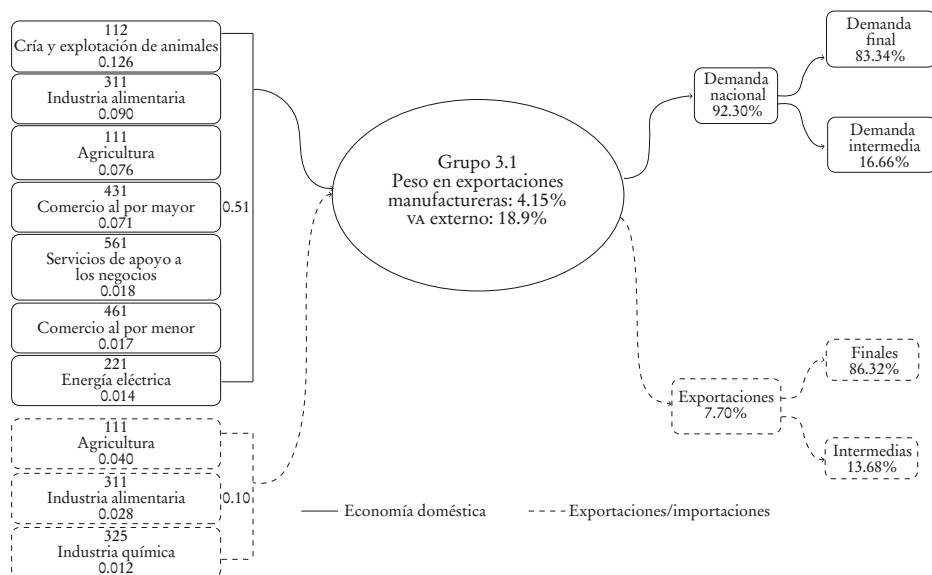 112
Cría y explotación de animales
0.126
311
Industria alimentaria
0.090
111
Agricultura
0.076
431
Comercio al por mayor
0.071
561
Servicios de apoyo a
los negocios
0.018
461
Comercio al por menor
0.017
221
Energía eléctrica
0.014
0.51
111
Agricultura
0.040
311
Industria alimentaria
0.028
325
Industria química
0.012
0.10
Grupo 3.1
Peso en exportaciones
manufactureras: 4.15%
VA externo: 18.9%
Demanda
nacional
92.30%
Demanda
final
83.34%
Demanda
intermedia
16.66%
Exportaciones
7.70%
Finales
86.32%
Intermedias
13.68%
Economía doméstica
Exportaciones/importaciones